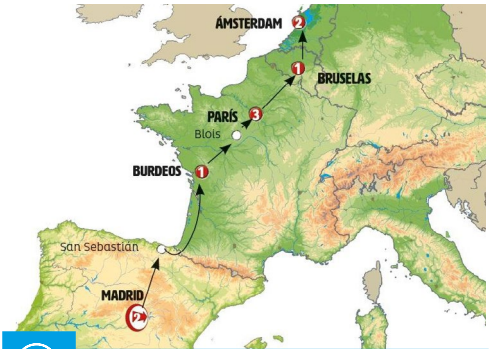 ÁMSTERDAM
2
1
BRUSELAS
PARÍS
3
Blois
BURDEOS
1
San Sebastián
MADRID
2